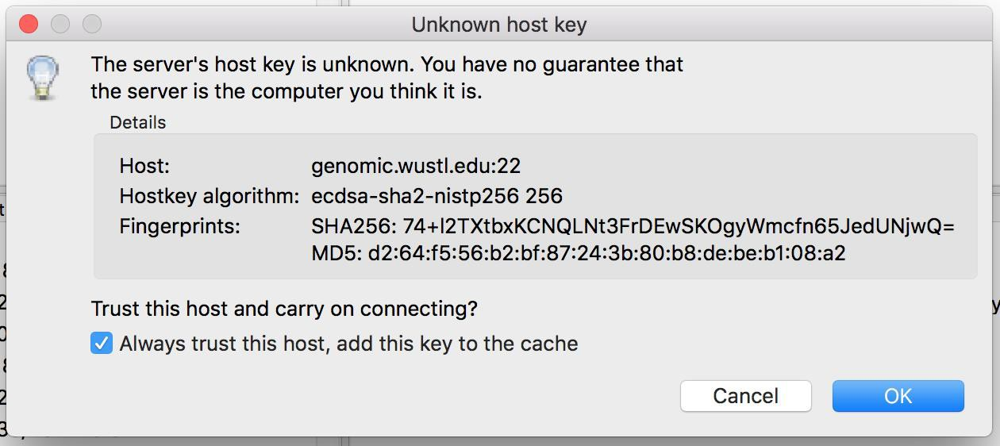 Unknown host key
The server's host key is unknown. You have no guarantee that
the server is the computer you think it is.
Details
Host: genomic.wustl.edu:22
Hostkey algorithm: ecdsa-sha2-nistp256 256
Fingerprints: SHA256: 74+l2TXtbxKCNQLNt3FrDEwSKOgyWmcfn65JedUNjwQ=
MD5: d2:64:f5:56:b2:bf:87:24:3b:80:b8:de:be:b1:08:a2
Trust this host and carry on connecting?
Always trust this host, add this key to the cache
Cancel OK